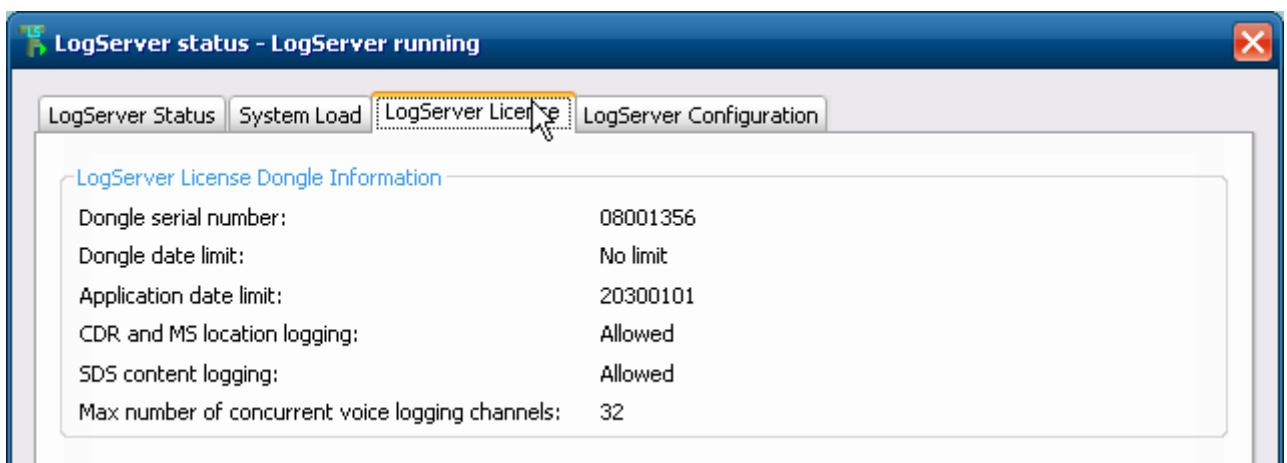 LS
LogServer status - LogServer running
LogServer Status System Load LogServer License LogServer Configuration
LogServer License Dongle Information
Dongle serial number: 08001356
Dongle date limit: No limit
Application date limit: 20300101
CDR and MS location logging: Allowed
SDS content logging: Allowed
Max number of concurrent voice logging channels: 32